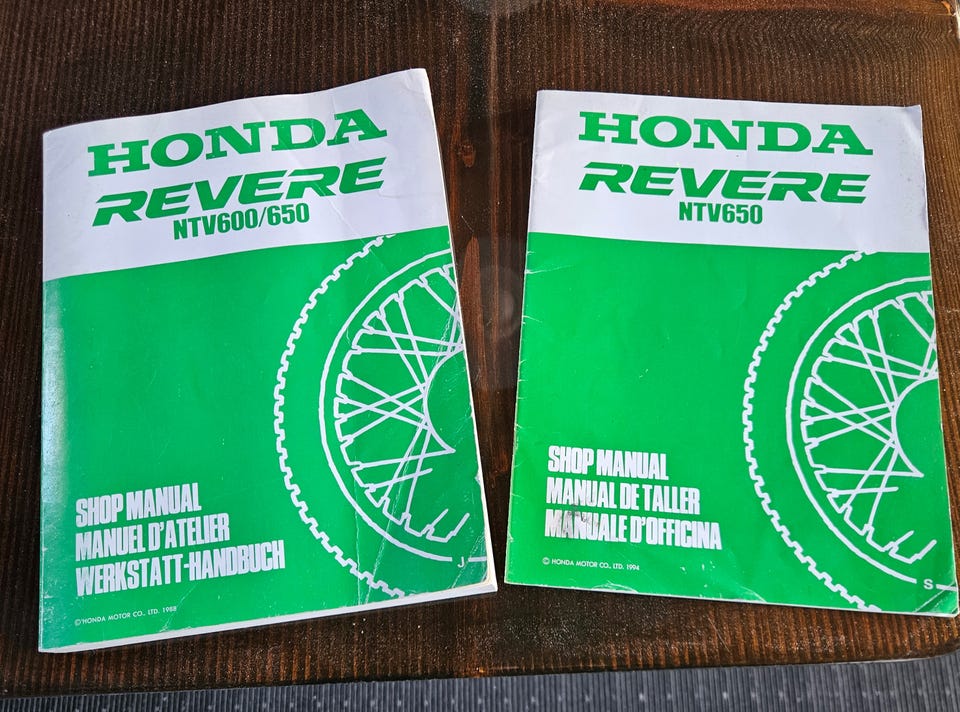 HONDA
REVERE
NTV600/650
SHOP MANUAL
MANUEL D'ATELIER
WERKSTATT-HANDBUCH
© HONDA MOTOR CO., LTD. 1988
J
HONDA
REVERE
NTV650
SHOP MANUAL
MANUAL DE TALLER
MANUALE D'OFFICINA
© HONDA MOTOR CO., LTD. 1994
S